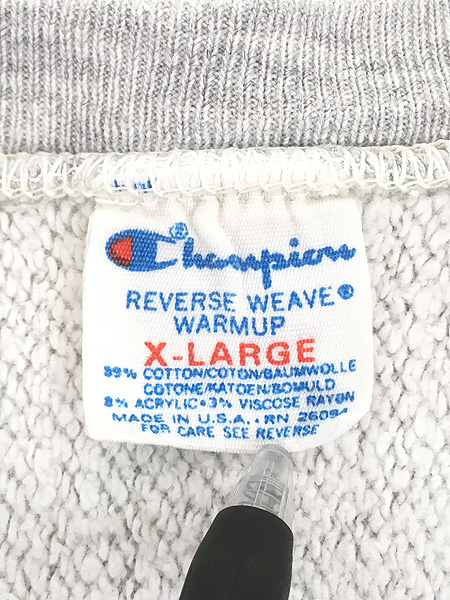 Champion®
REVERSE WEAVE®
WARMUP
X-LARGE
89% COTTON/COTON/BAUMWOLLE
COTONE/KATOEN/BOMULD
8% ACRYLIC•3% VISCOSE RAYON
MADE IN U.S.A. • RN 26094
FOR CARE SEE REVERSE